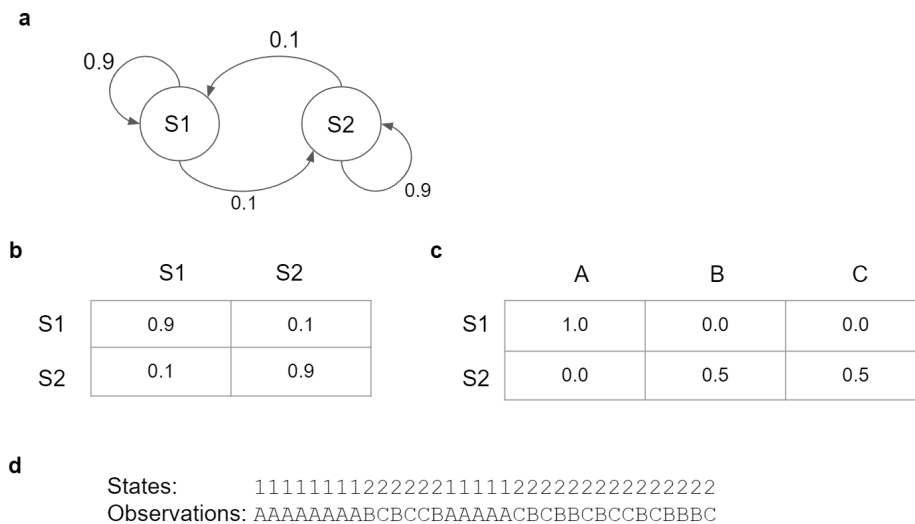 a
0.9
0.1
S1
S2
0.1
0.9
b
S1 S2
S1 0.9 0.1
S2 0.1 0.9
c
A B C
S1 1.0 0.0 0.0
S2 0.0 0.5 0.5
d
States: 1111111122222211111222222222222222
Observations: AAAAAAAABCBCCBAAAAACBCBBCBCCBCBBBC